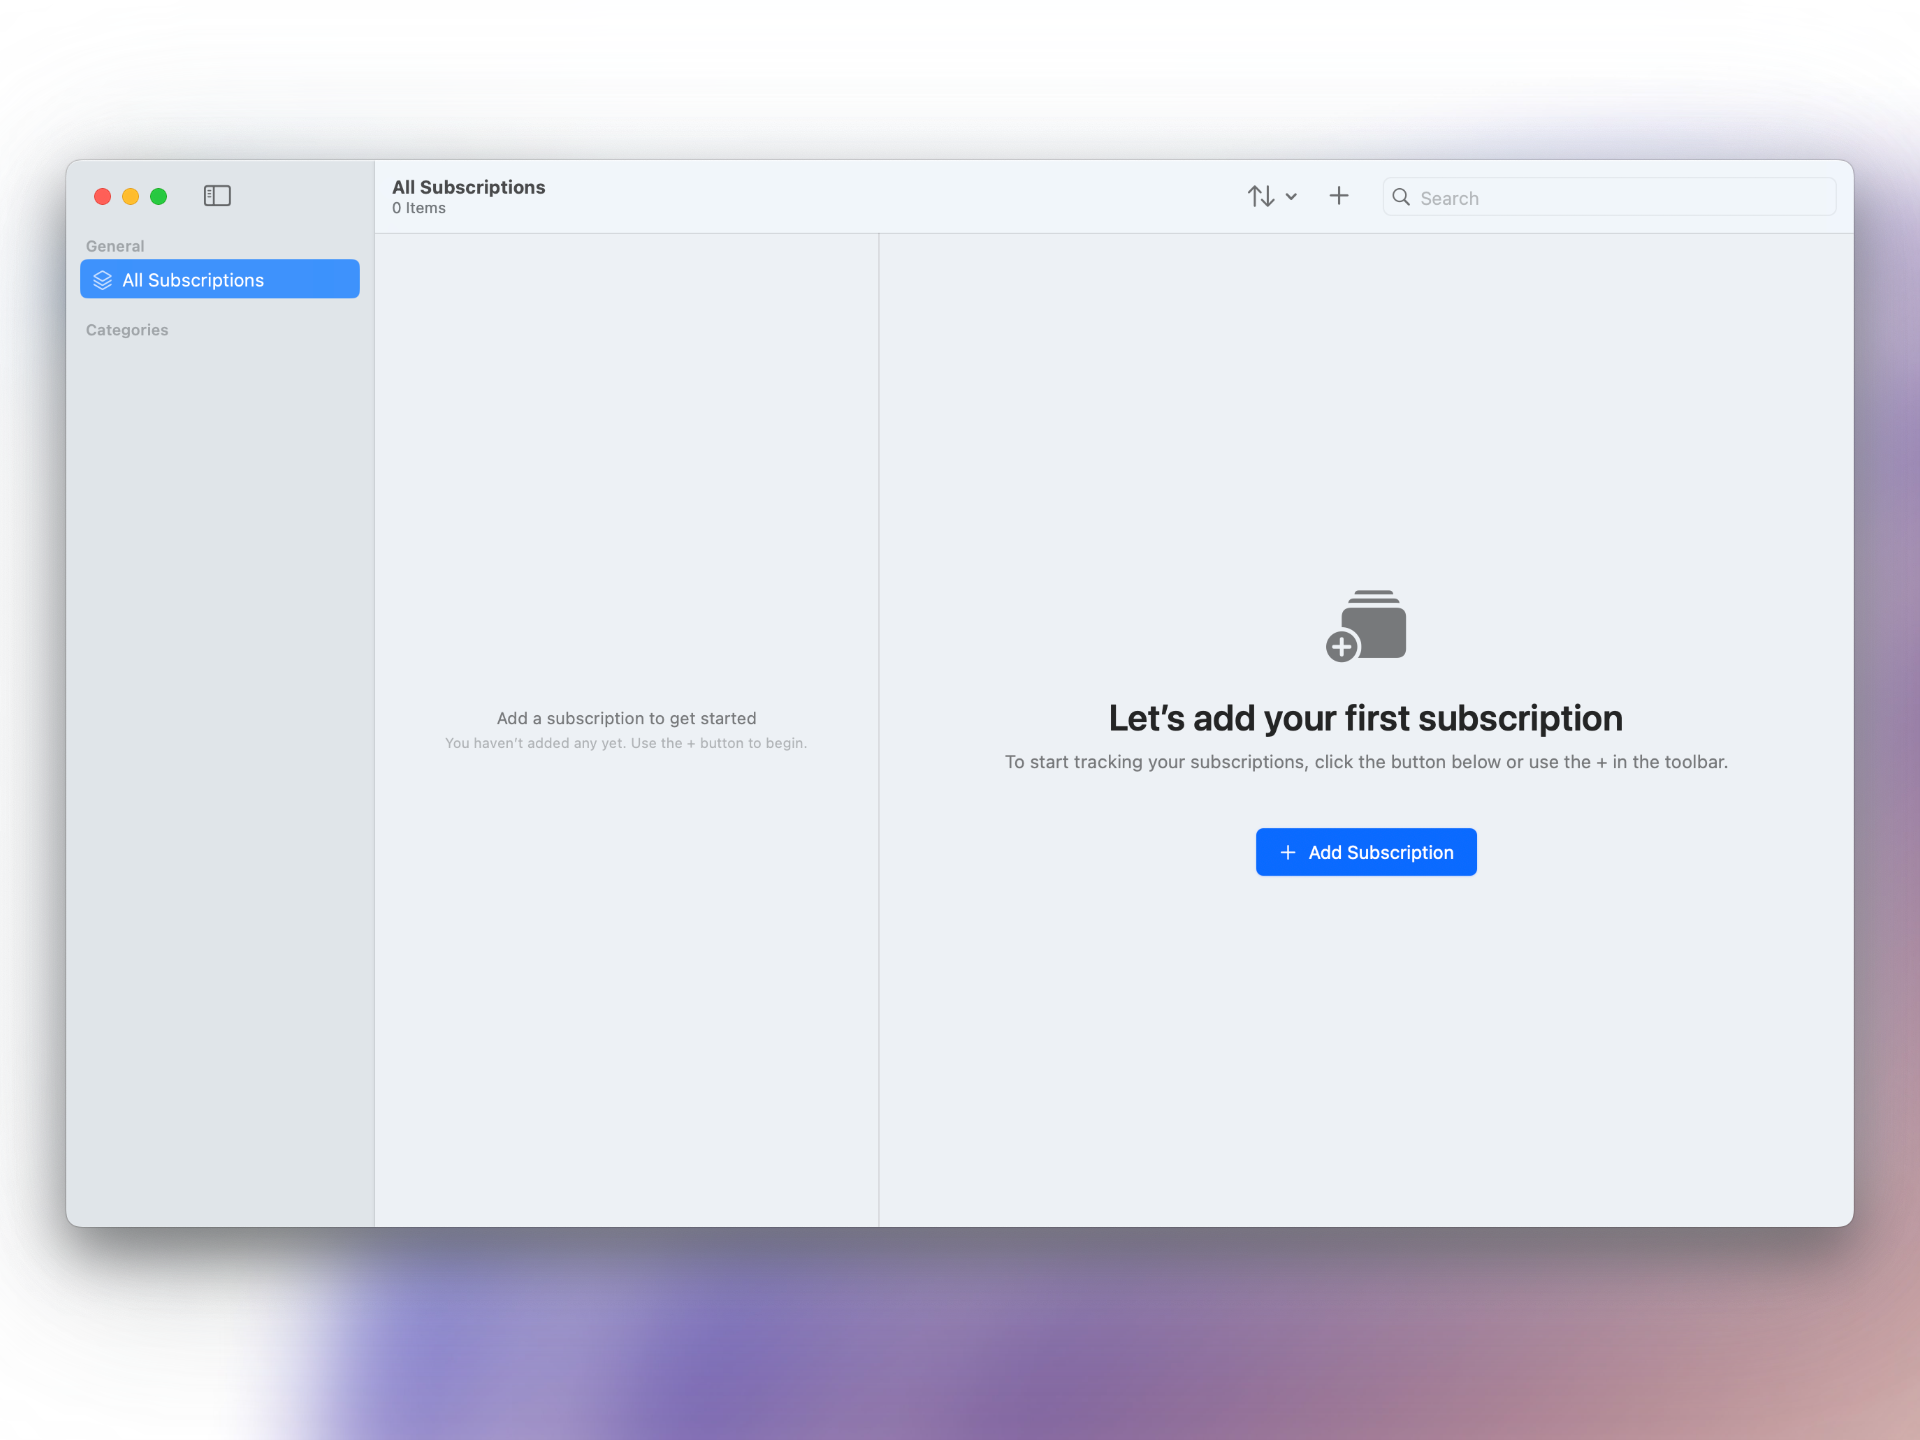 General
All Subscriptions
Categories
All Subscriptions
0 Items
Search
Add a subscription to get started
You haven't added any yet. Use the + button to begin.
Let’s add your first subscription
To start tracking your subscriptions, click the button below or use the + in the toolbar.
Add Subscription